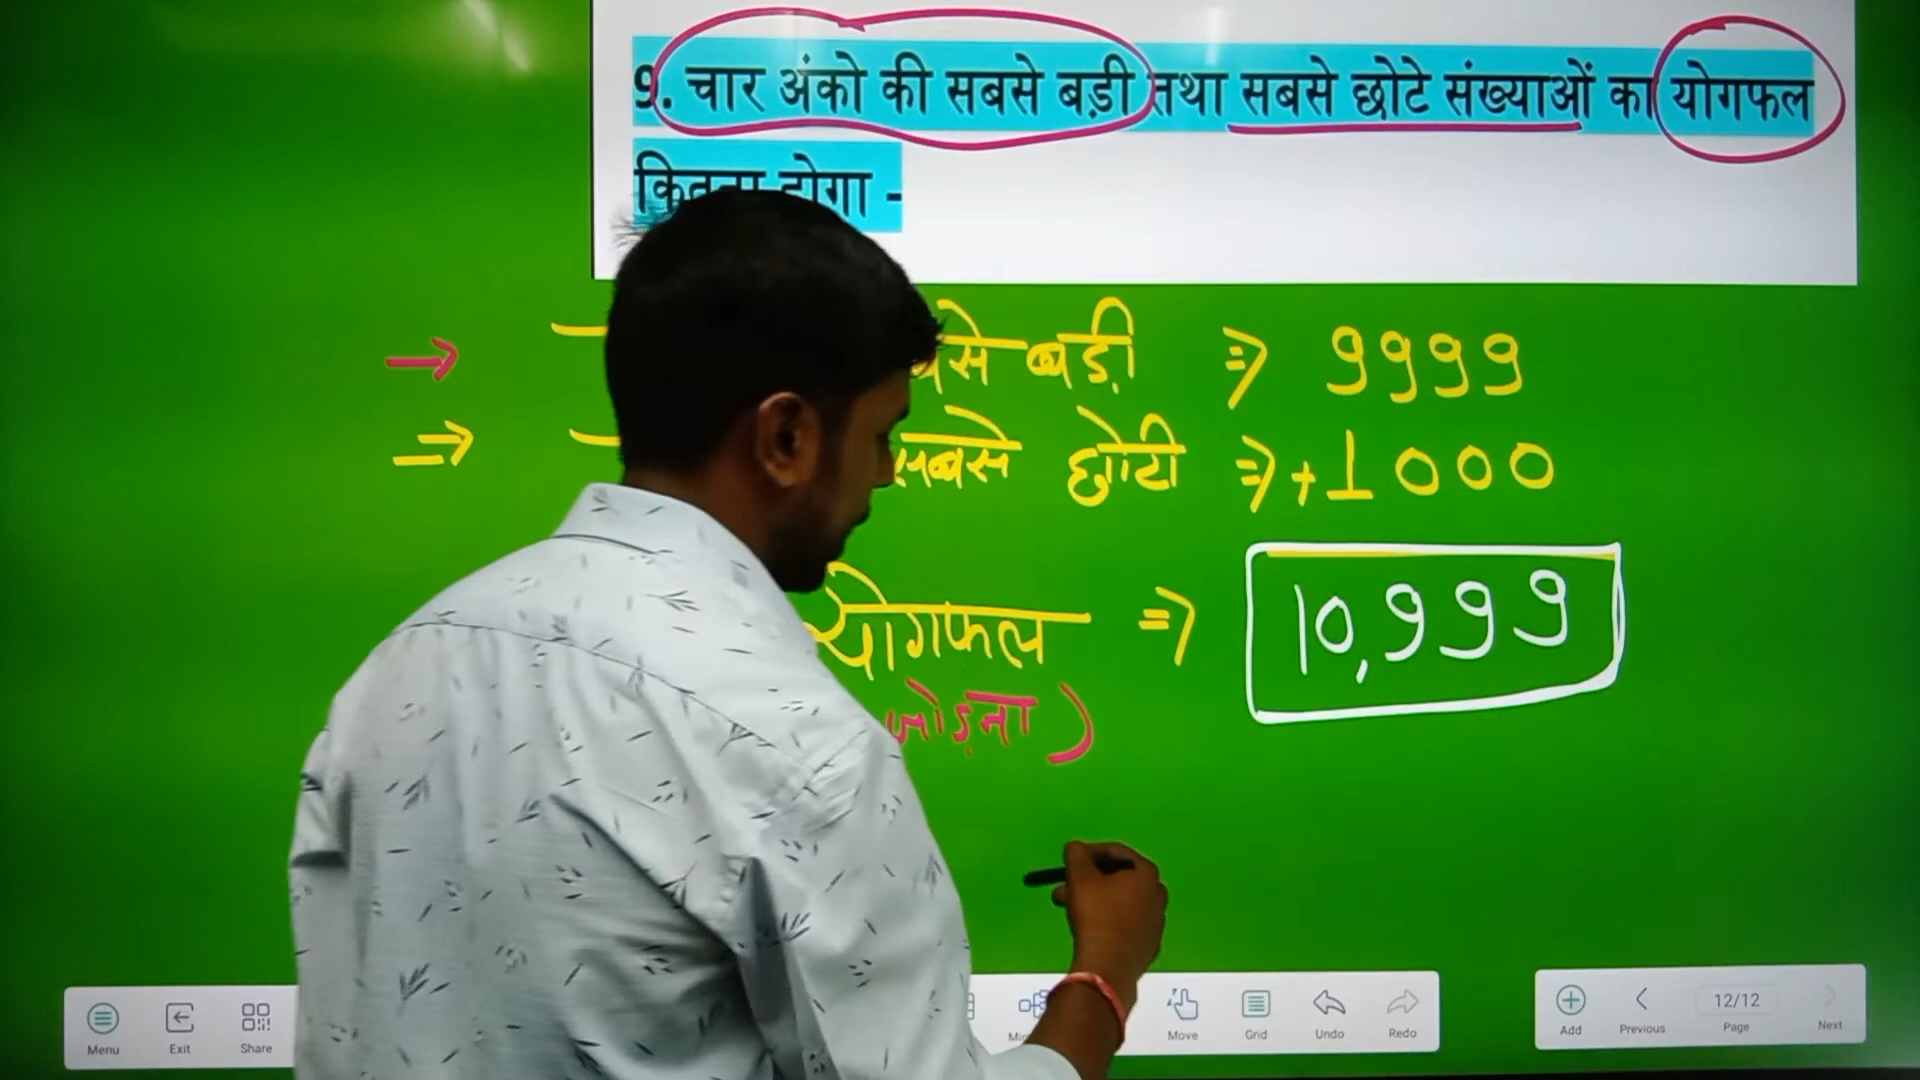 9. चार अंको की सबसे बड़ी तथा सबसे छोटे संख्याओं का योगफल
होगा -
→ बड़ी ⇒ 9999
⇒ सबसे छोटी ⇒ + 1000
योगफल ⇒ 10,999
जोड़ना)
Menu Exit Share Move Grid Undo Redo Add Previous 12/12 Page Next